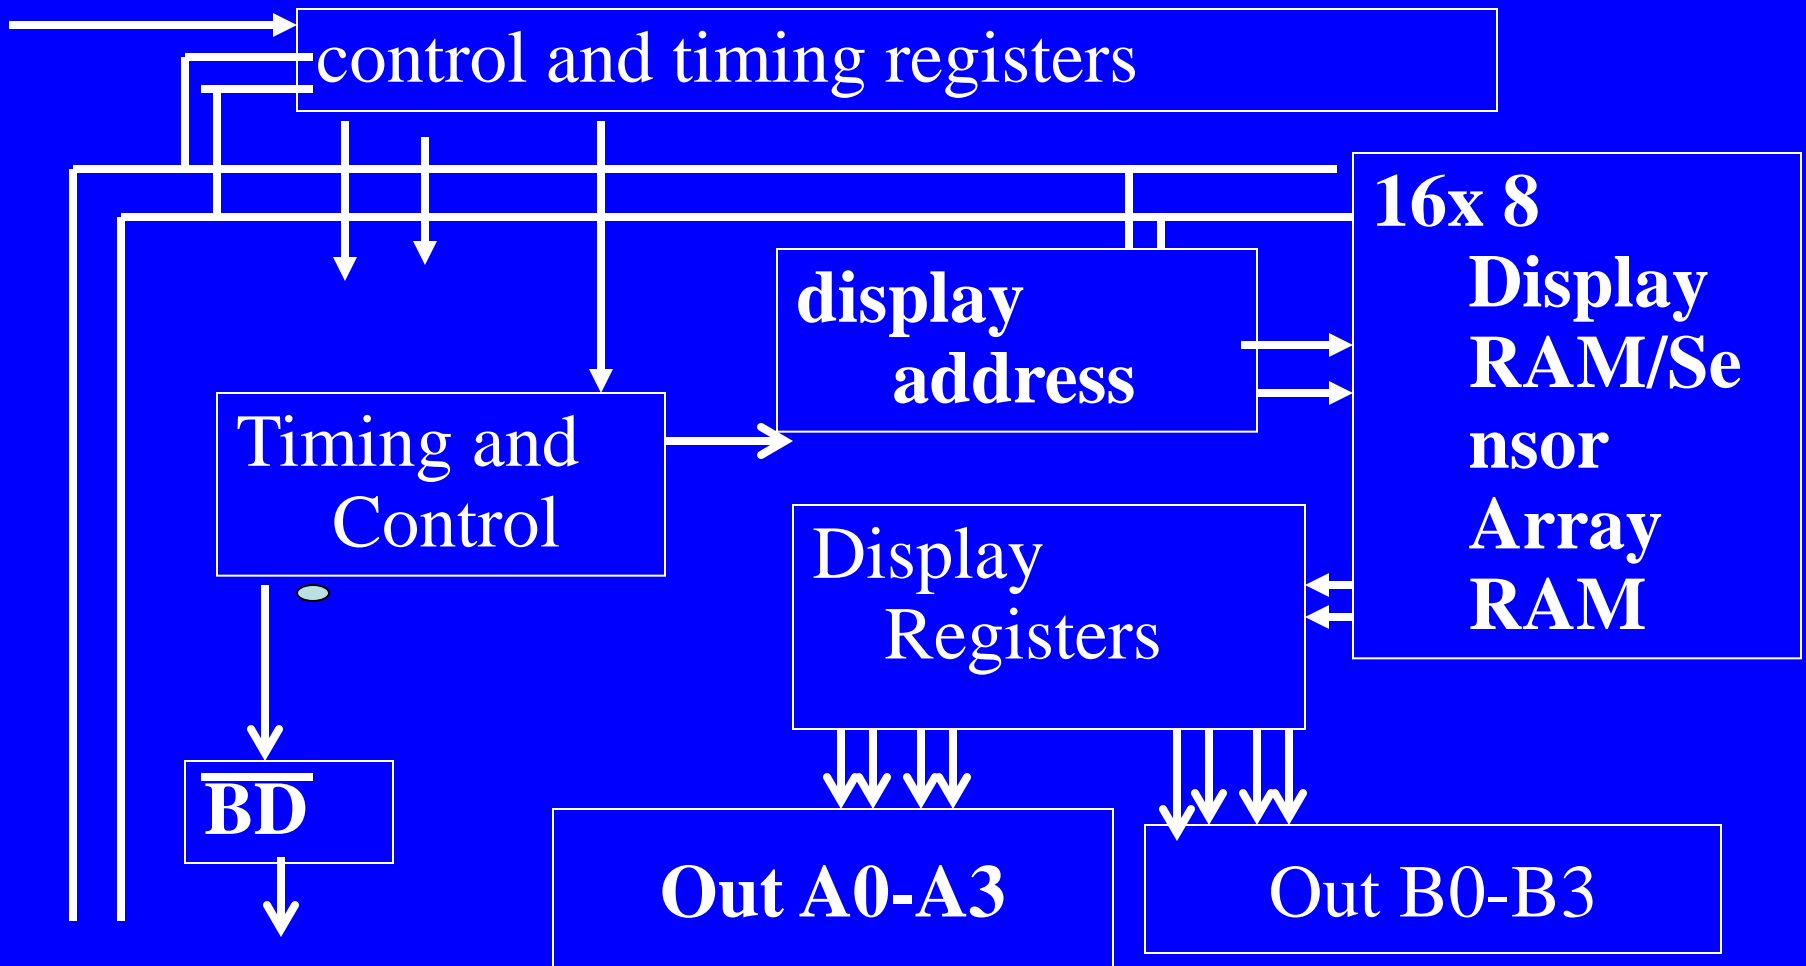 control and timing registers
16x 8
Display
RAM/Se
nsor
Array
RAM
display
address
Timing and
Control
Display
Registers
BD
Out A0-A3
Out B0-B3